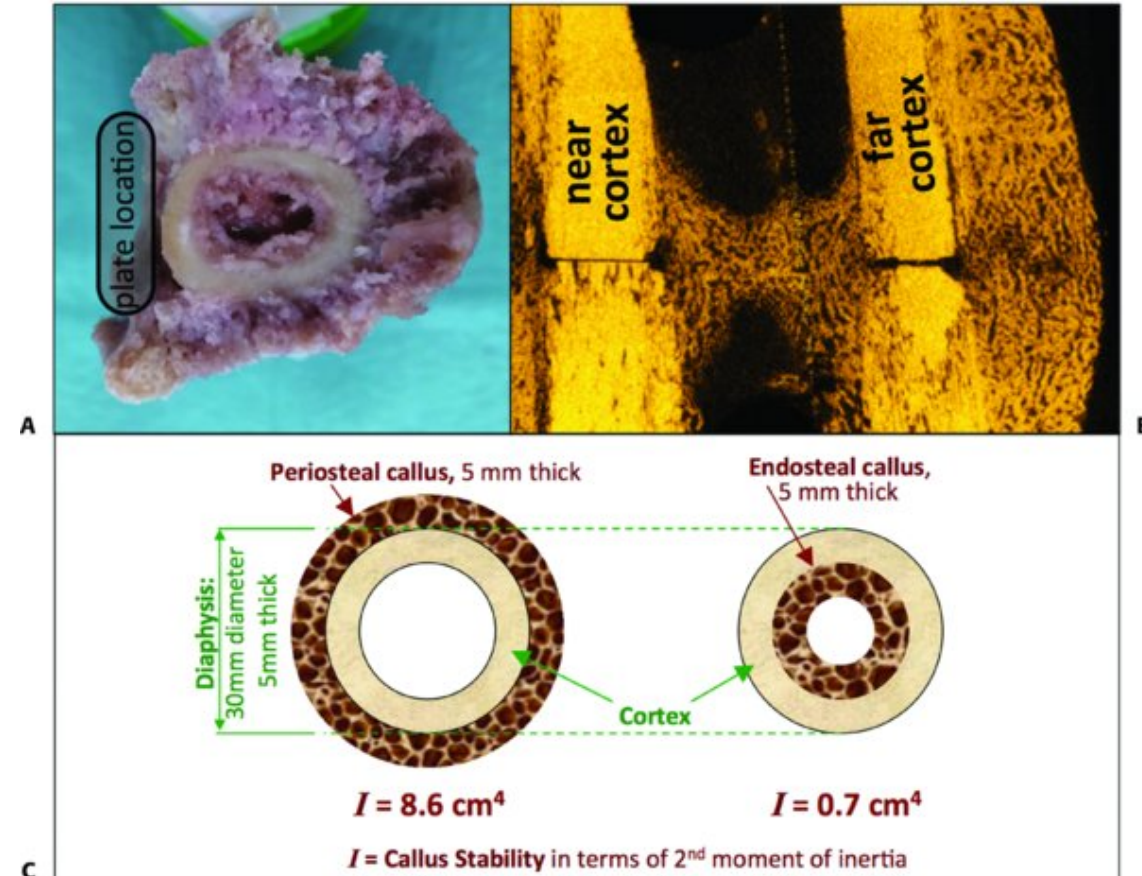 plate location
near
cortex
far
cortex
A
Periosteal callus, 5 mm thick
Endosteal callus,
5 mm thick
Diaphysis:
30mm diameter
5mm thick
Cortex
I = 8.6 cm⁴
I = 0.7 cm⁴
I = Callus Stability in terms of 2ⁿᵈ moment of inertia
C